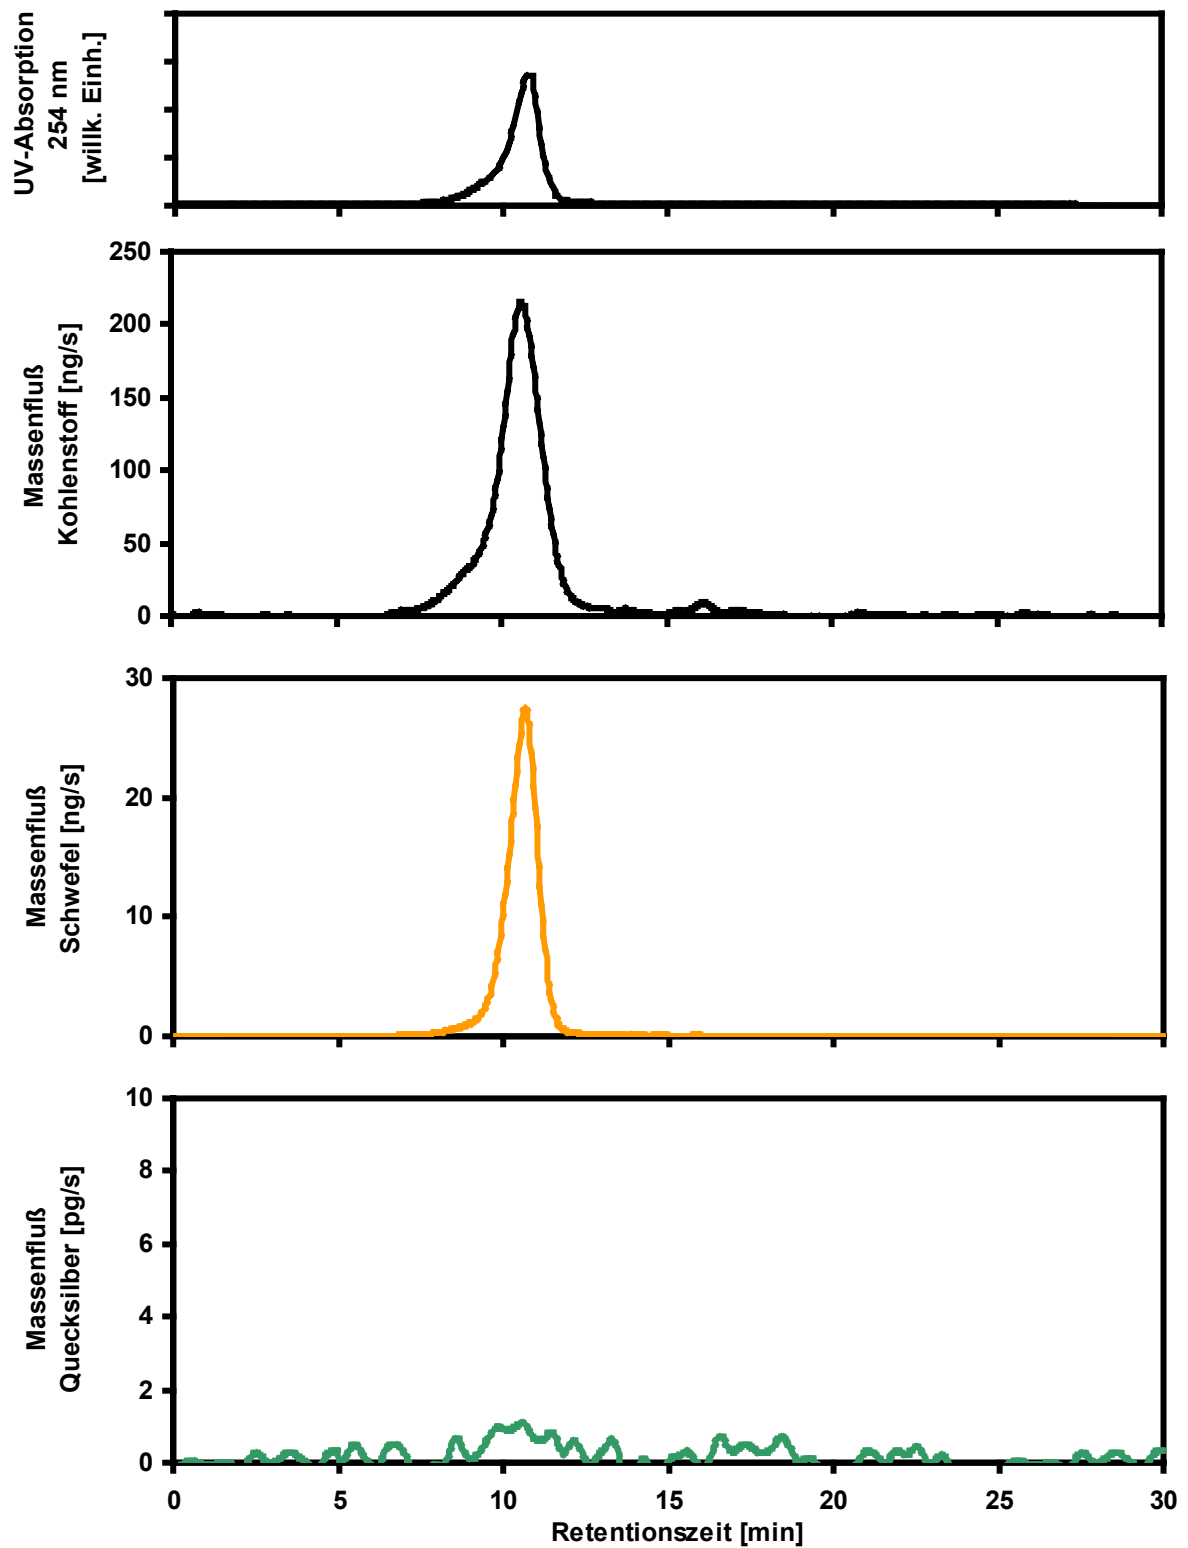 UV-Absorption
254 nm
[willk. Einh.]
250
200
150
100
50
0
Massenfluß
Kohlenstoff [ng/s]
30
20
10
0
Massenfluß
Schwefel [ng/s]
10
8
6
4
2
0
Massenfluß
Quecksilber [pg/s]
0 5 10 15 20 25 30
Retentionszeit [min]